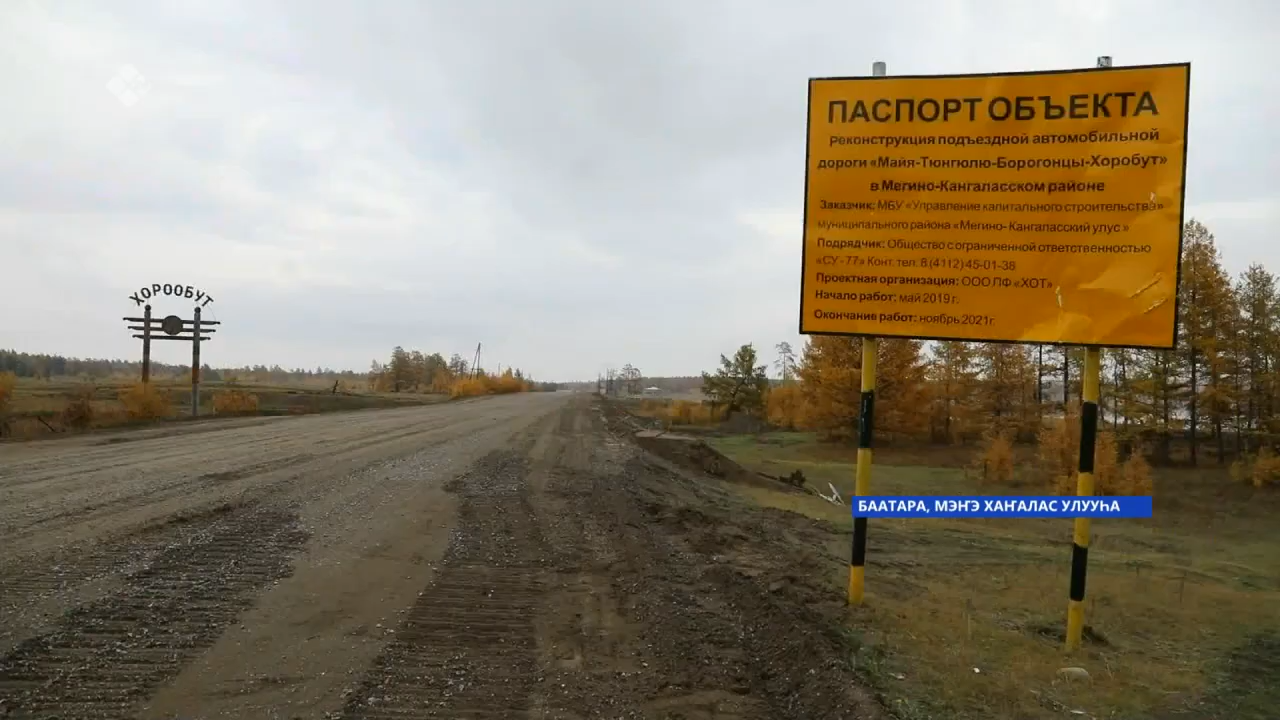 ХОРООБУТ
ПАСПОРТ ОБЪЕКТА
Реконструкция подъездной автомобильной
дороги «Майя-Тюнгюлю-Борогонцы-Хоробут»
в Мегино-Кангаласском районе
Заказчик: МБУ «Управление капитального строительства»
муниципального района «Мегино-Кангаласский улус»
Подрядчик: Общество с ограниченной ответственностью
«СУ-77» Конт. тел: 8 (4112) 45-01-38
Проектная организация: ООО ЛФ «ХОТ»
Начало работ: май 2019 г.
Окончание работ: ноябрь 2021г.
БААТАРА, МЭҤЭ ХАҤАЛАС УЛУУҺА